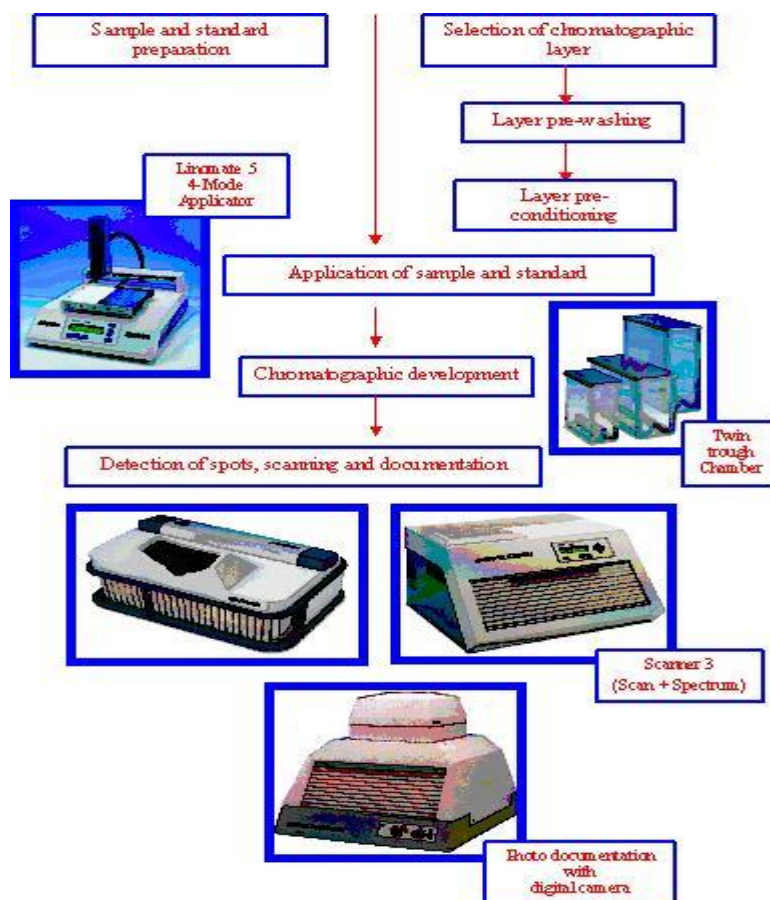 Sample and standard
preparation
Selection of chromatographic
layer
Layer pre-washing
Layer pre-
conditioning
Linomate 5
4-Mode
Applicator
Application of sample and standard
Chromatographic development
Twin
trough
Chamber
Detection of spots, scanning and documentation
Scanner 3
(Scan + Spectrum)
Photo documentation
with
digital camera